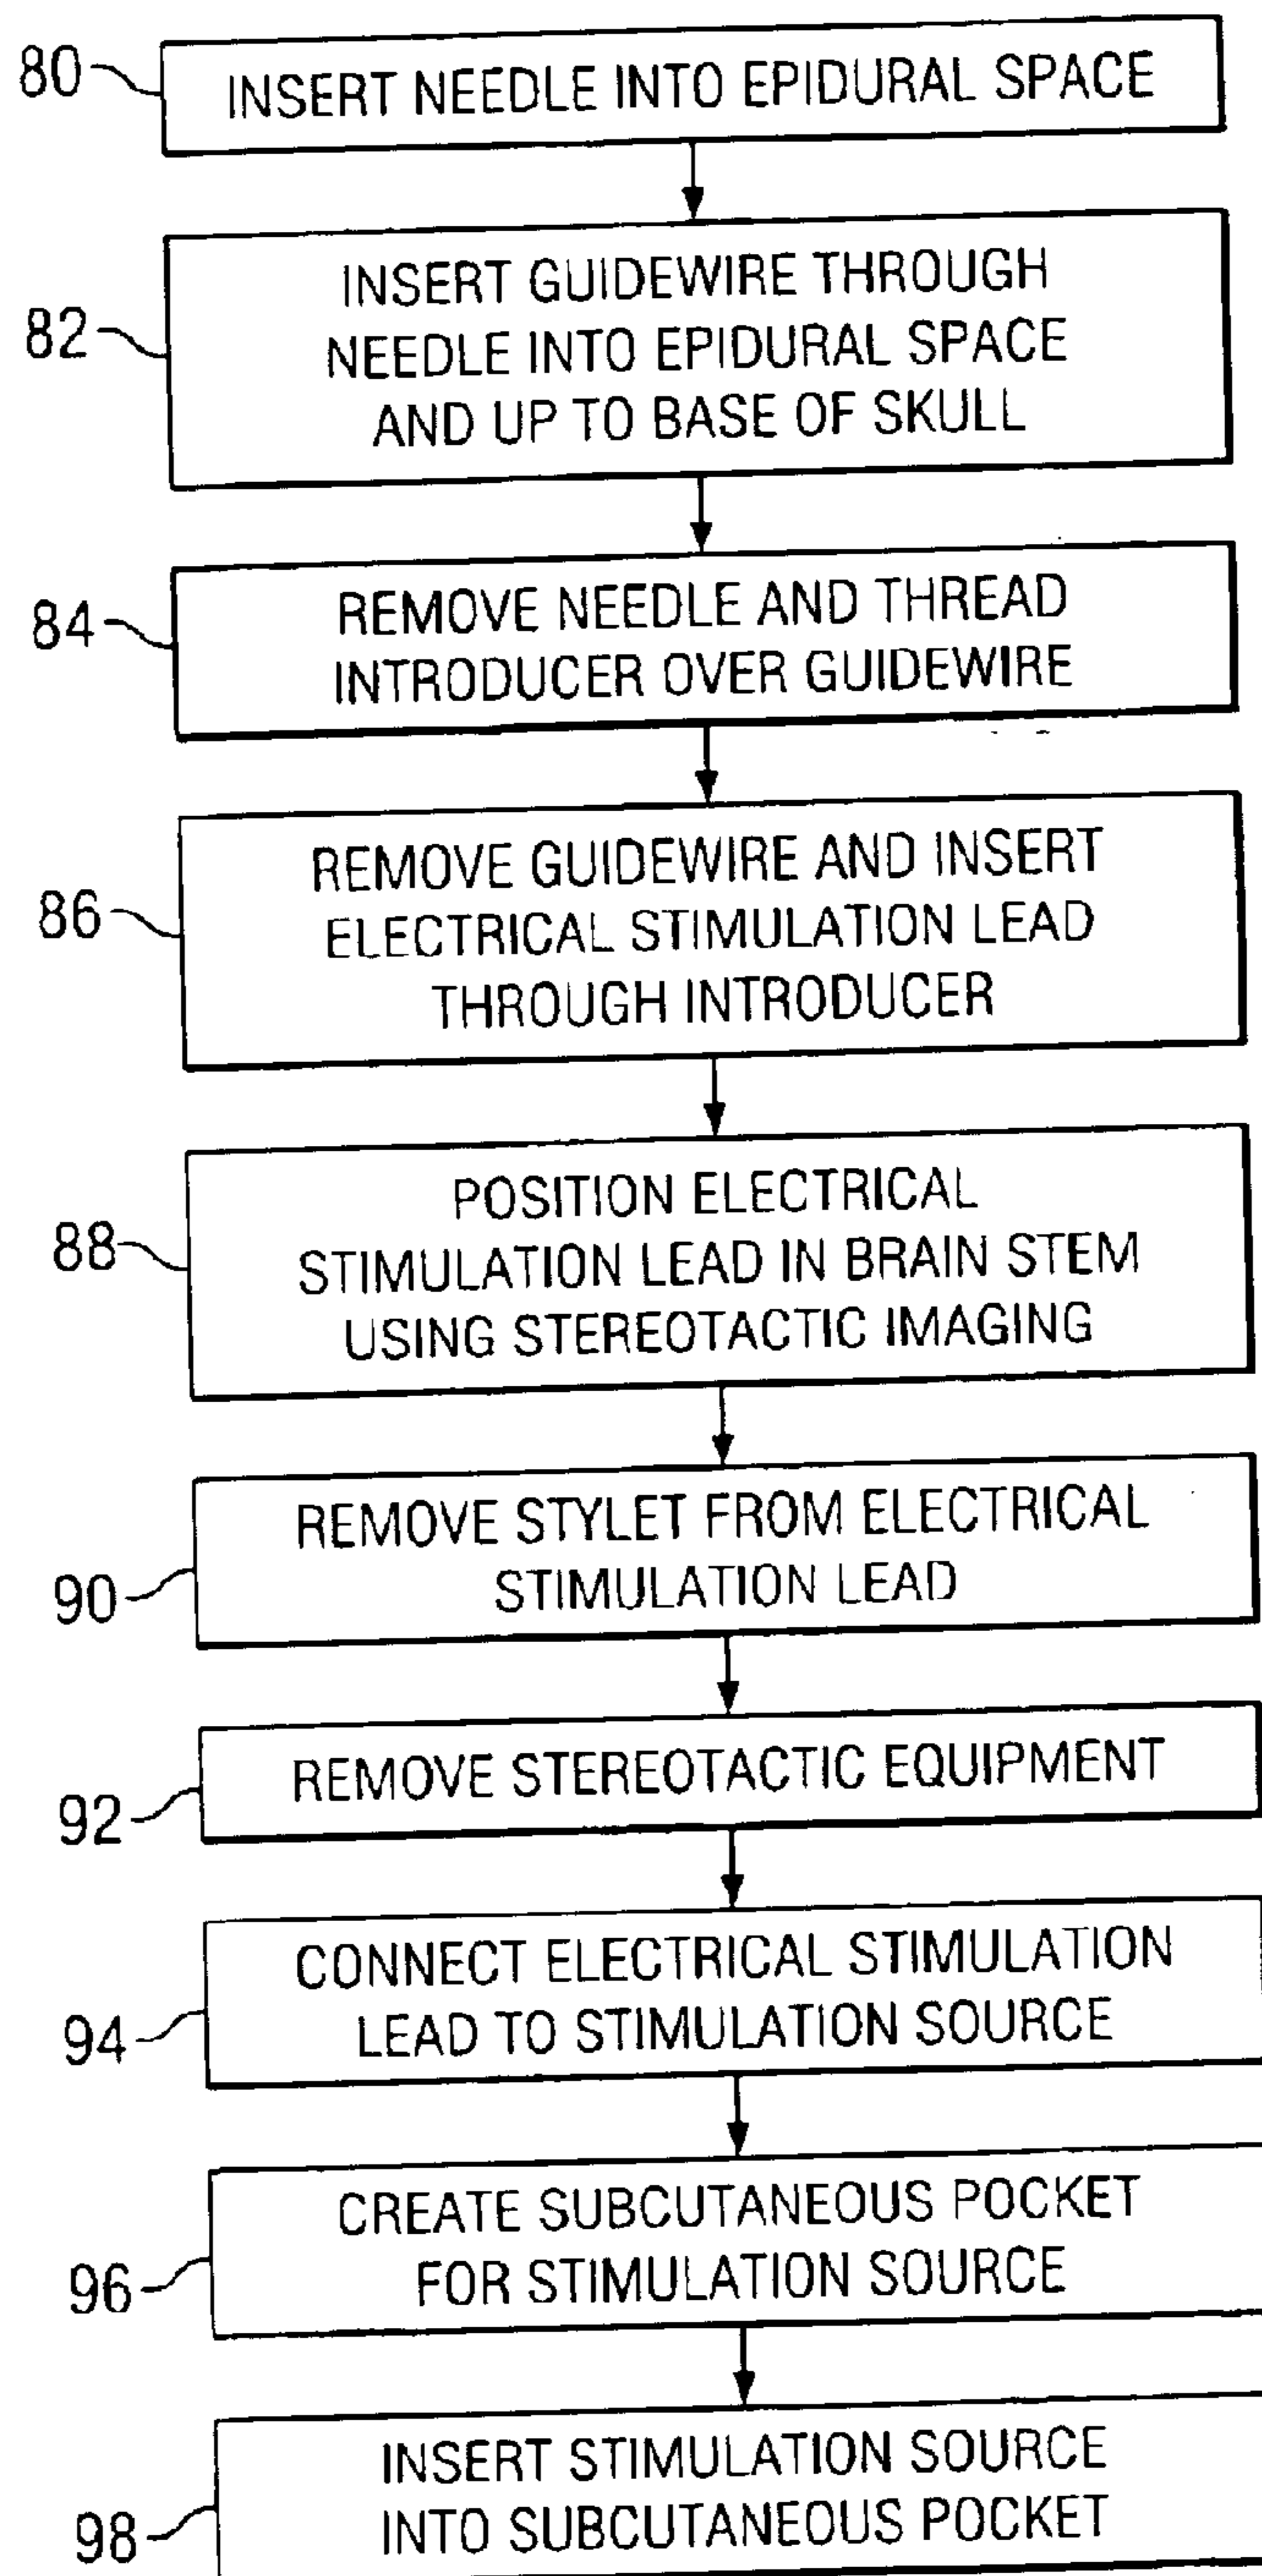 80
INSERT NEEDLE INTO EPIDURAL SPACE
82
INSERT GUIDEWIRE THROUGH
NEEDLE INTO EPIDURAL SPACE
AND UP TO BASE OF SKULL
84
REMOVE NEEDLE AND THREAD
INTRODUCER OVER GUIDEWIRE
86
REMOVE GUIDEWIRE AND INSERT
ELECTRICAL STIMULATION LEAD
THROUGH INTRODUCER
88
POSITION ELECTRICAL
STIMULATION LEAD IN BRAIN STEM
USING STEREOTACTIC IMAGING
90
REMOVE STYLET FROM ELECTRICAL
STIMULATION LEAD
92
REMOVE STEREOTACTIC EQUIPMENT
94
CONNECT ELECTRICAL STIMULATION
LEAD TO STIMULATION SOURCE
96
CREATE SUBCUTANEOUS POCKET
FOR STIMULATION SOURCE
98
INSERT STIMULATION SOURCE
INTO SUBCUTANEOUS POCKET